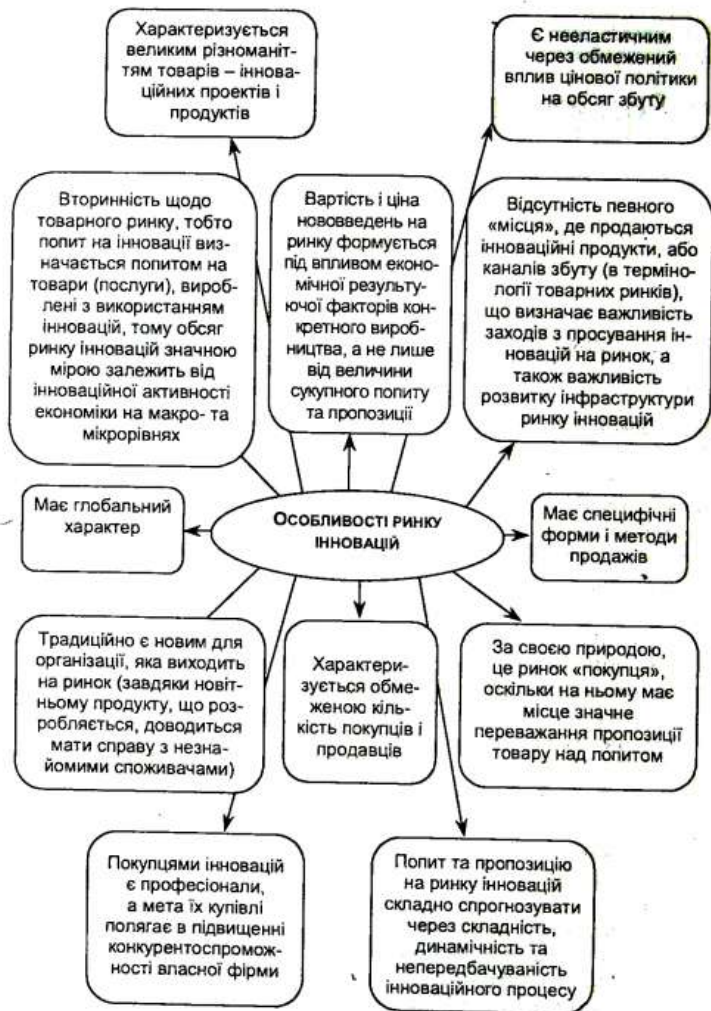 Характеризується
великим різноманіт-
тям товарів – іннова-
ційних проектів і
продуктів
Є нееластичним
через обмежений
вплив цінової політики
на обсяг збуту
Вторинність щодо
товарного ринку, тобто
попит на інновації виз-
начається попитом на
товари (послуги), вироб-
лені з використанням
інновацій, тому обсяг
ринку інновацій значною
мірою залежить від
інноваційної активності
економіки на макро- та
мікрорівнях
Вартість і ціна
нововведень на
ринку формується
під впливом еконо-
мічної результу-
ючої факторів кон-
кретного вироб-
ництва, а не лише
від величини
сукупного попиту
та пропозиції
Відсутність певного
«місця», де продаються
інноваційні продукти, або
каналів збуту (в терміно-
логії товарних ринків),
що визначає важливість
заходів з просування ін-
новацій на ринок, а
також важливість
розвитку інфраструктури
ринку інновацій
Має глобальний
характер
ОСОБЛИВОСТІ РИНКУ
ІННОВАЦІЙ
Має специфічні
форми і методи
продажів
Традиційно є новим для
організації, яка виходить
на ринок (завдяки новіт-
ньому продукту, що роз-
робляється, доводиться
мати справу з незна-
йомими споживачами)
Характери-
зується обме-
женою кіль-
кість покупців і
продавців
За своєю природою,
це ринок «покупця»,
оскільки на ньому має
місце значне
переважання пропозиції
товару над попитом
Покупцями інновацій
є професіонали,
а мета їх купівлі
полягає в підвищенні
конкурентоспромож-
ності власної фірми
Попит та пропозицію
на ринку інновацій
складно спрогнозувати
через складність,
динамічність та
непередбачуваність
інноваційного процесу